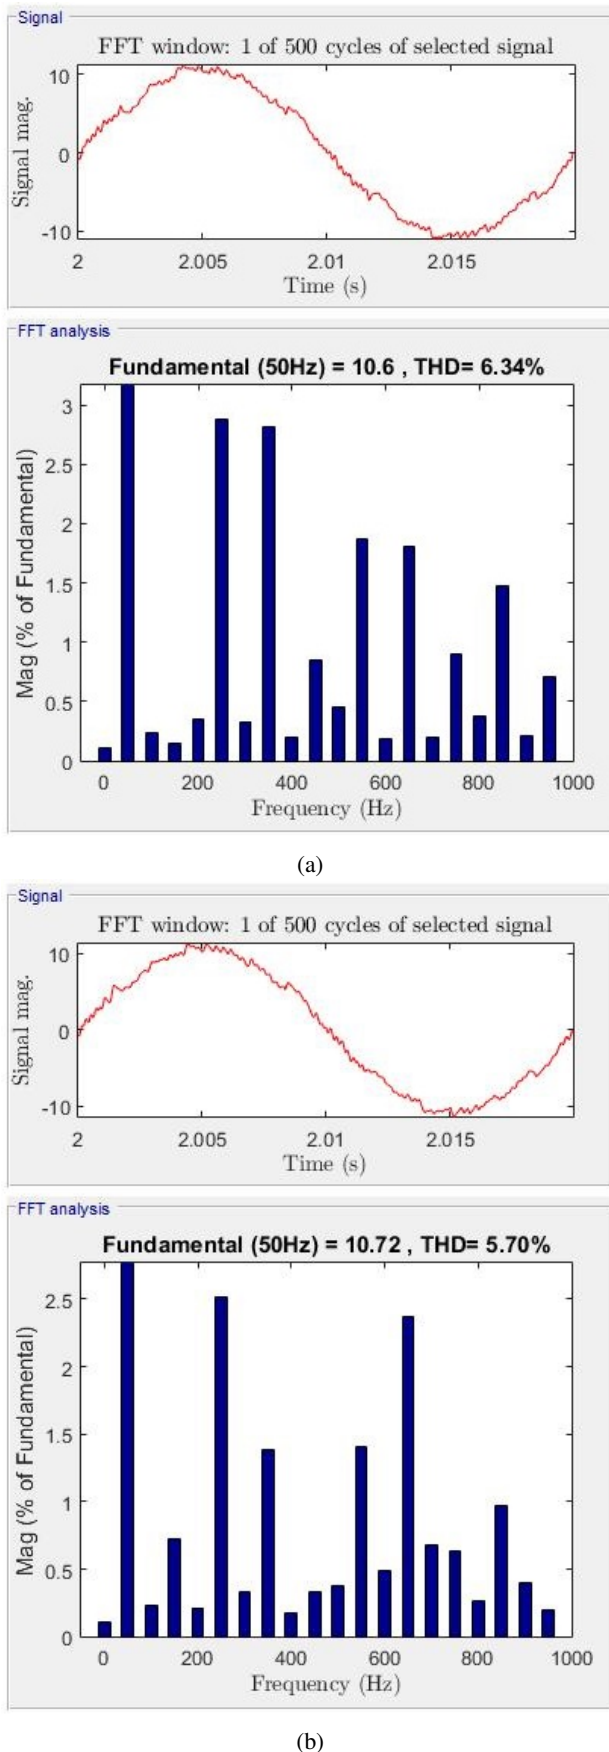 Signal
FFT window: 1 of 500 cycles of selected signal
10
0
-10
Signal mag.
2 2.005 2.01 2.015
Time (s)
FFT analysis
Fundamental (50Hz) = 10.6 , THD= 6.34%
3
2.5
2
1.5
1
0.5
0
Mag (% of Fundamental)
0 200 400 600 800 1000
Frequency (Hz)
(a)
Signal
FFT window: 1 of 500 cycles of selected signal
10
0
-10
Signal mag.
2 2.005 2.01 2.015
Time (s)
FFT analysis
Fundamental (50Hz) = 10.72 , THD= 5.70%
2.5
2
1.5
1
0.5
0
Mag (% of Fundamental)
0 200 400 600 800 1000
Frequency (Hz)
(b)